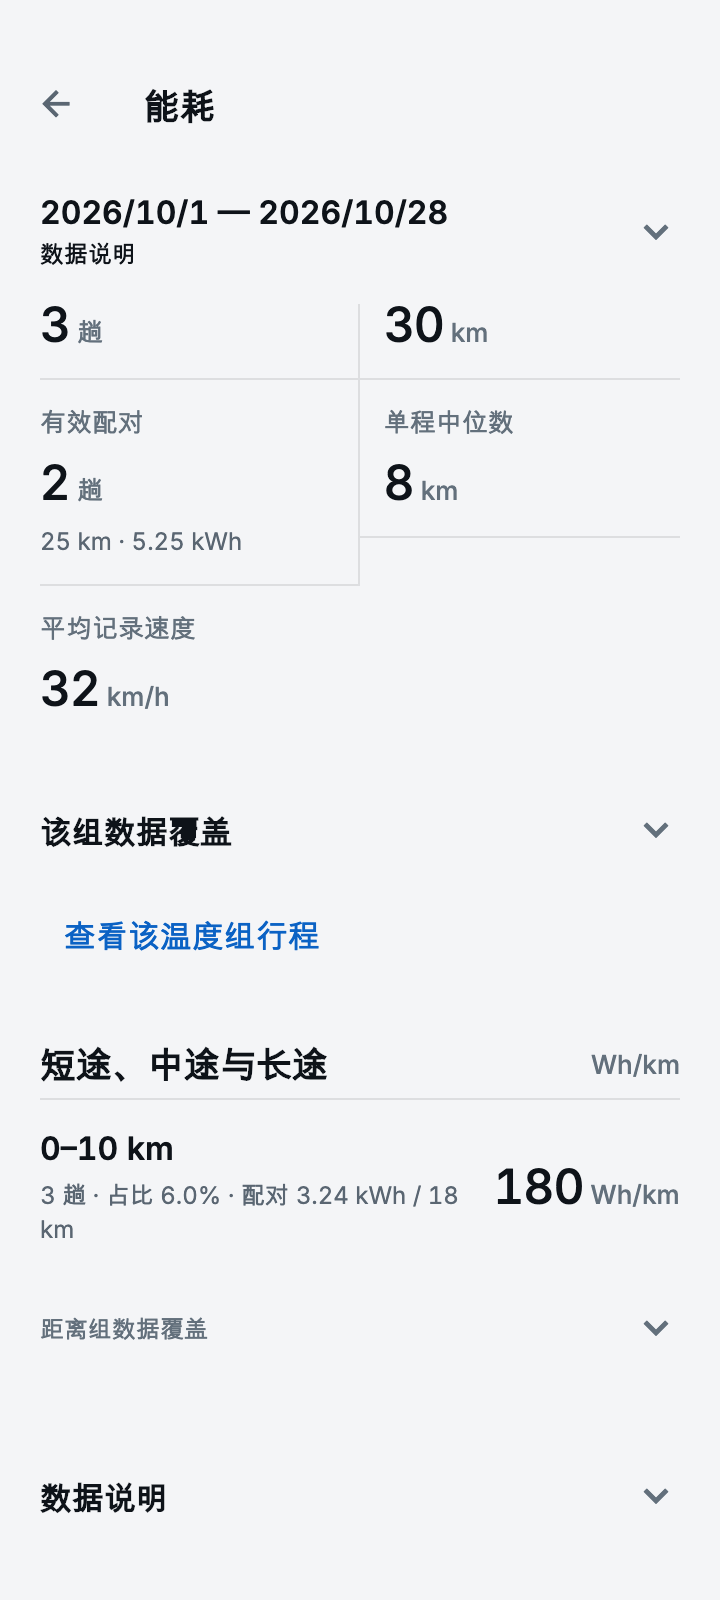 能耗
2026/10/1 — 2026/10/28
数据说明
3 趟
30 km
有效配对
单程中位数
2 趟
8 km
25 km · 5.25 kWh
平均记录速度
32 km/h
该组数据覆盖
查看该温度组行程
短途、中途与长途
Wh/km
0–10 km
3 趟 · 占比 6.0% · 配对 3.24 kWh / 18
km
180 Wh/km
距离组数据覆盖
数据说明